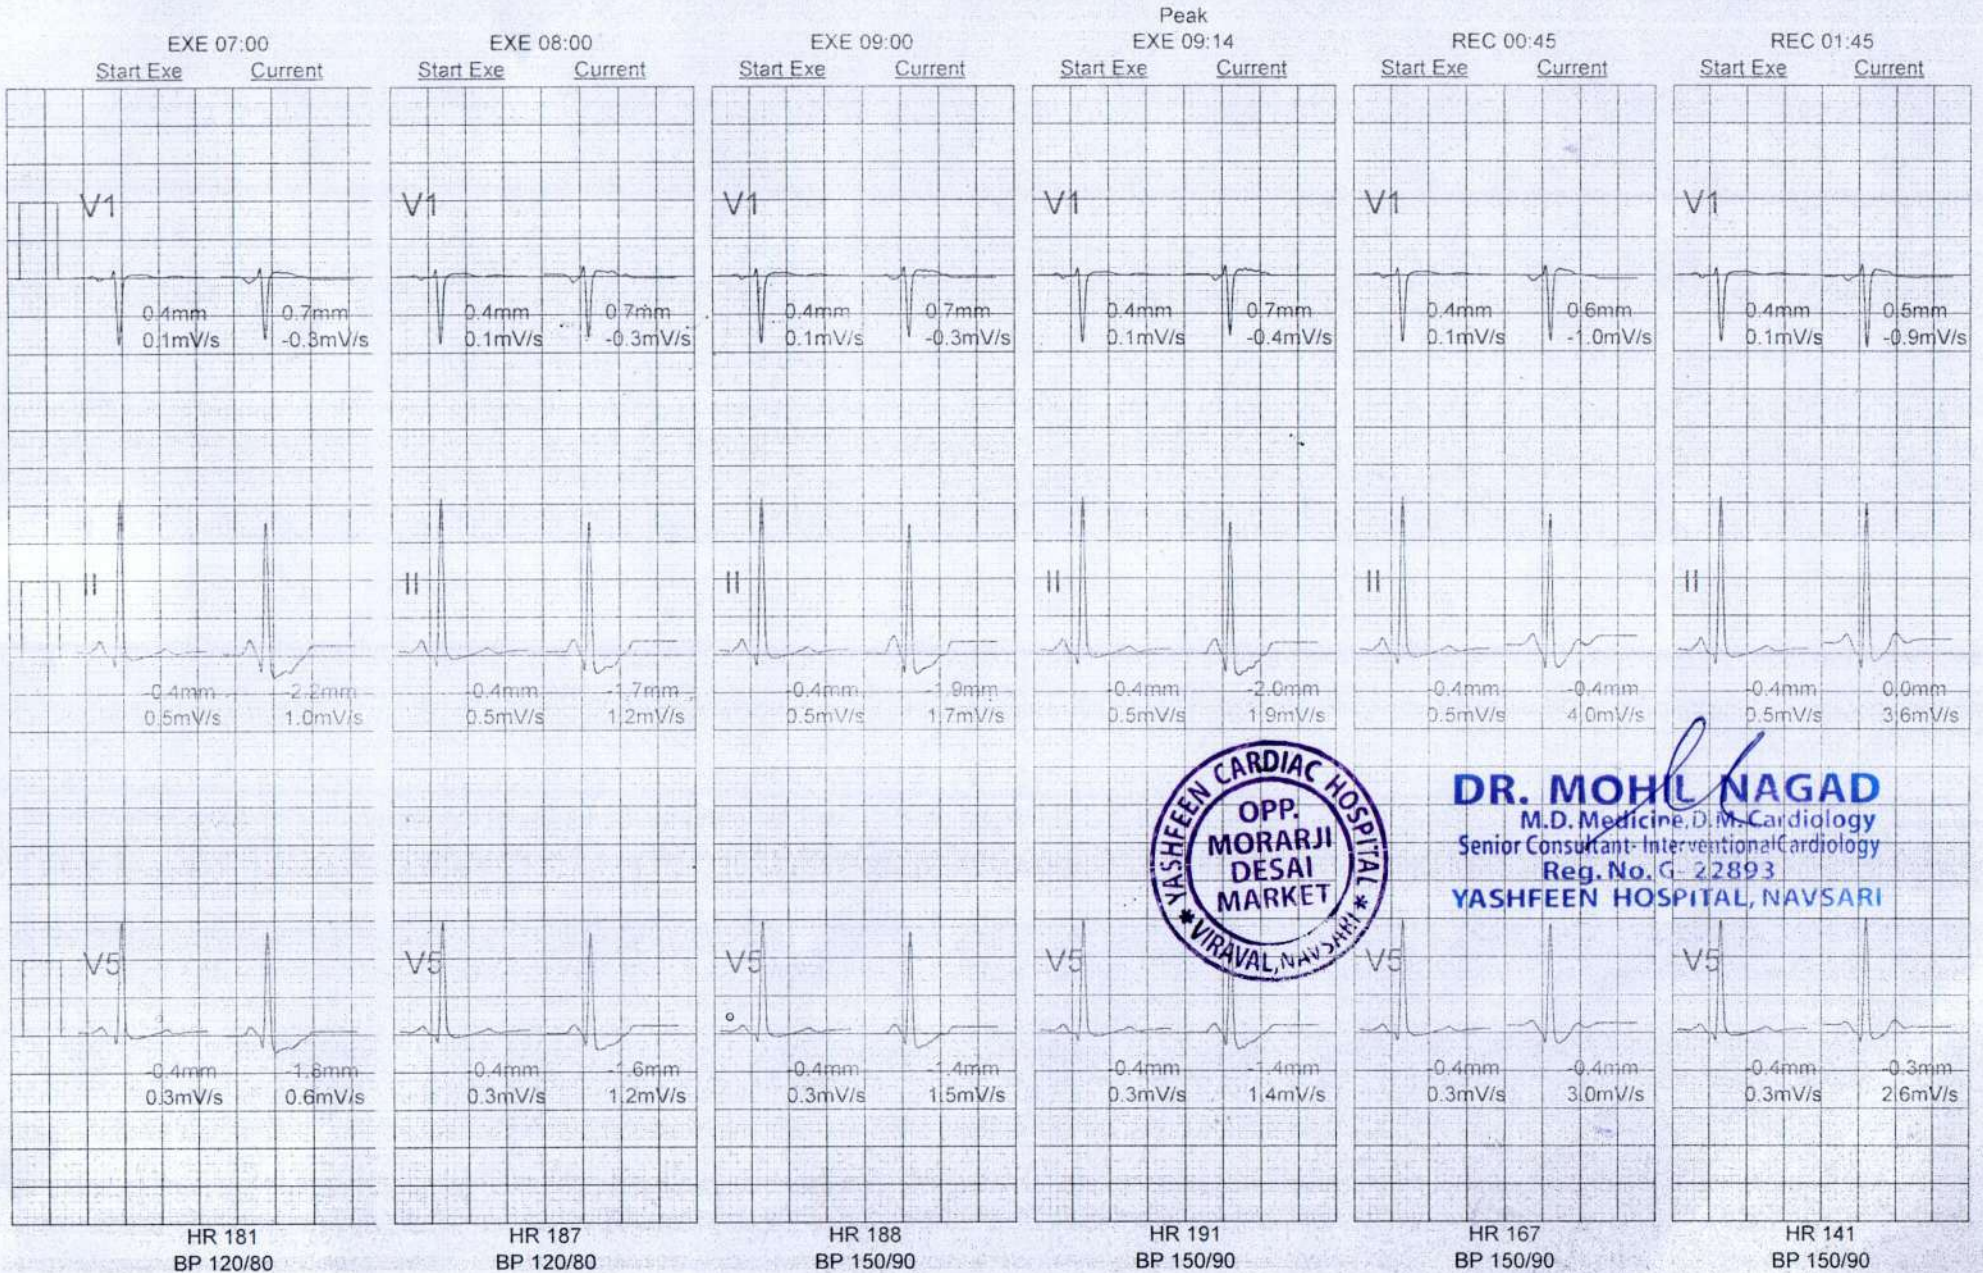 Peak
EXE 07:00 EXE 08:00 EXE 09:00 EXE 09:14 REC 00:45 REC 01:45
Start Exe Current Start Exe Current Start Exe Current Start Exe Current Start Exe Current Start Exe Current
V1 V1 V1 V1 V1 V1
0.4mm 0.7mm 0.4mm 0.7mm 0.4mm 0.7mm 0.4mm 0.7mm 0.4mm 0.6mm 0.4mm 0.5mm
0.1mV/s -0.3mV/s 0.1mV/s -0.3mV/s 0.1mV/s -0.3mV/s 0.1mV/s -0.4mV/s 0.1mV/s -1.0mV/s 0.1mV/s -0.9mV/s
II II II II II II
-0.4mm -2.2mm -0.4mm -1.7mm -0.4mm -1.9mm -0.4mm -2.0mm -0.4mm -0.4mm -0.4mm 0.0mm
0.5mV/s 1.0mV/s 0.5mV/s 1.2mV/s 0.5mV/s 1.7mV/s 0.5mV/s 1.9mV/s 0.5mV/s 4.0mV/s 0.5mV/s 3.6mV/s
YASHFEEN CARDIAC HOSPITAL
OPP.
MORARJI
DESAI
MARKET
* VIRAVAL, NAVSARI *
DR. MOHIL NAGAD
M.D. Medicine, D.M. Cardiology
Senior Consultant- Interventional Cardiology
Reg. No. G- 22893
YASHFEEN HOSPITAL, NAVSARI
V5 V5 V5 V5 V5 V5
-0.4mm -1.8mm -0.4mm -1.6mm -0.4mm -1.4mm -0.4mm -1.4mm -0.4mm -0.4mm -0.4mm -0.3mm
0.3mV/s 0.6mV/s 0.3mV/s 1.2mV/s 0.3mV/s 1.5mV/s 0.3mV/s 1.4mV/s 0.3mV/s 3.0mV/s 0.3mV/s 2.6mV/s
HR 181 HR 187 HR 188 HR 191 HR 167 HR 141
BP 120/80 BP 120/80 BP 150/90 BP 150/90 BP 150/90 BP 150/90